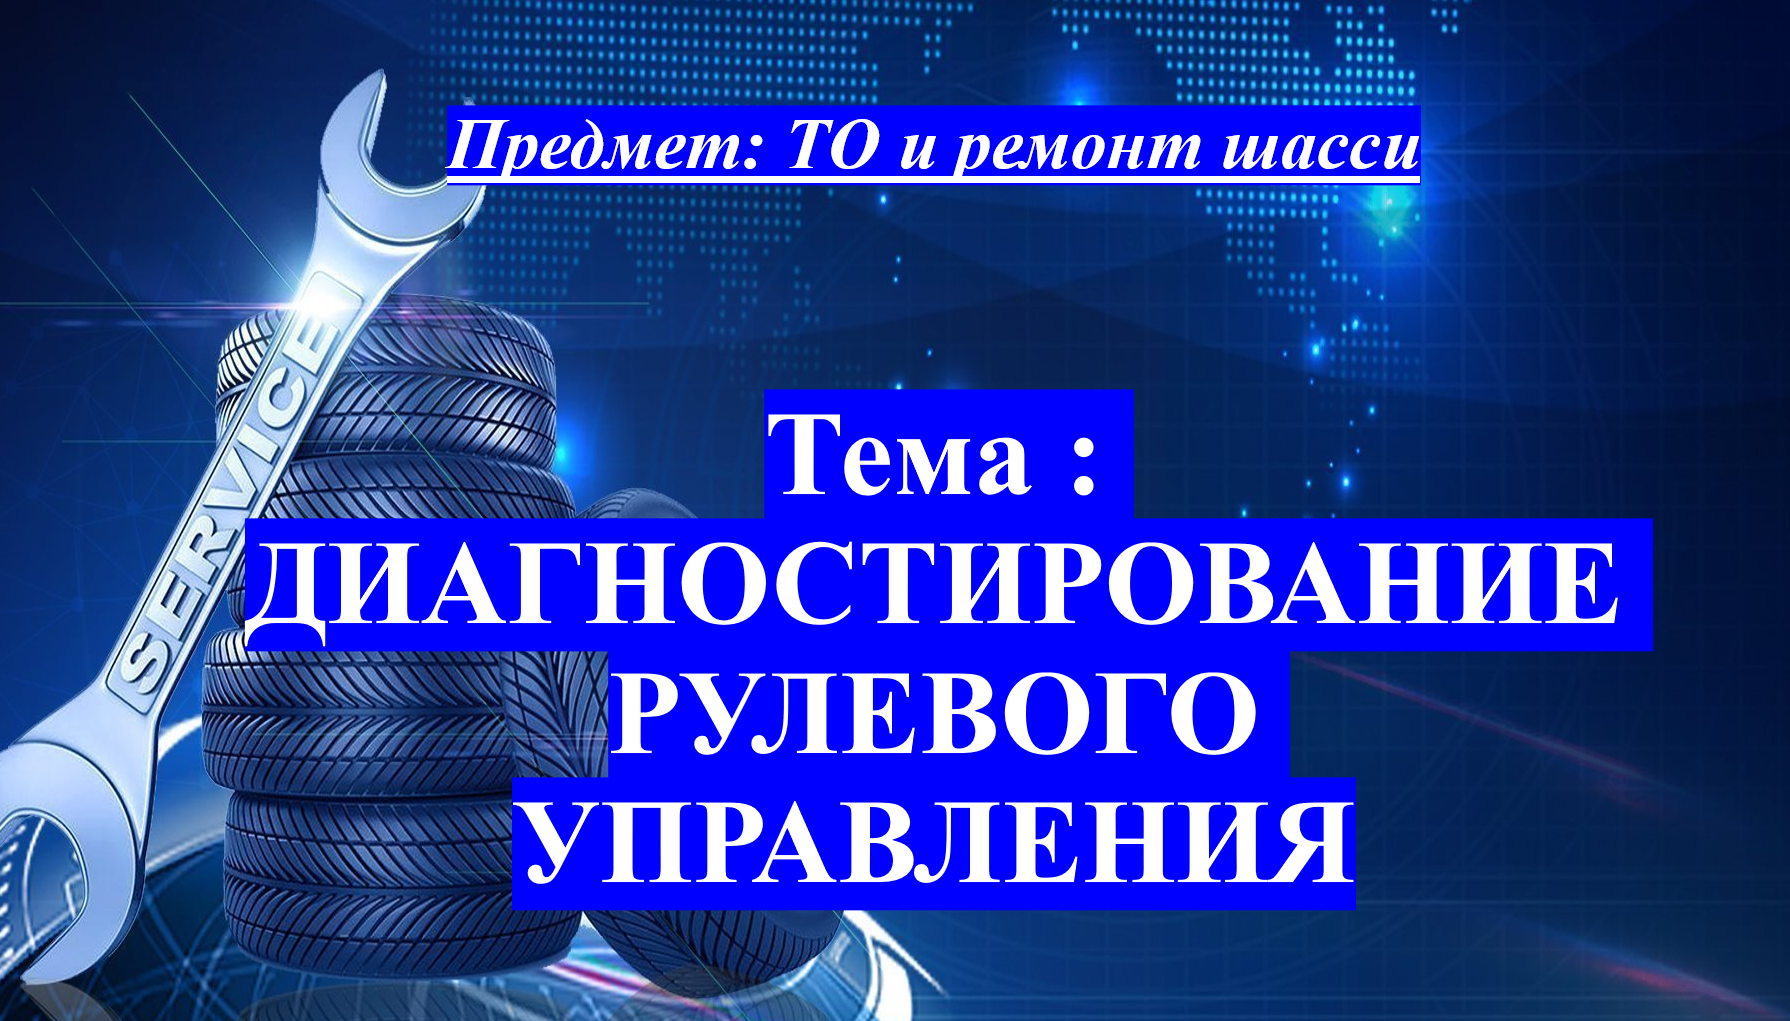 Предмет: ТО и ремонт шасси
SERVICE
Тема :
ДИАГНОСТИРОВАНИЕ
РУЛЕВОГО
УПРАВЛЕНИЯ